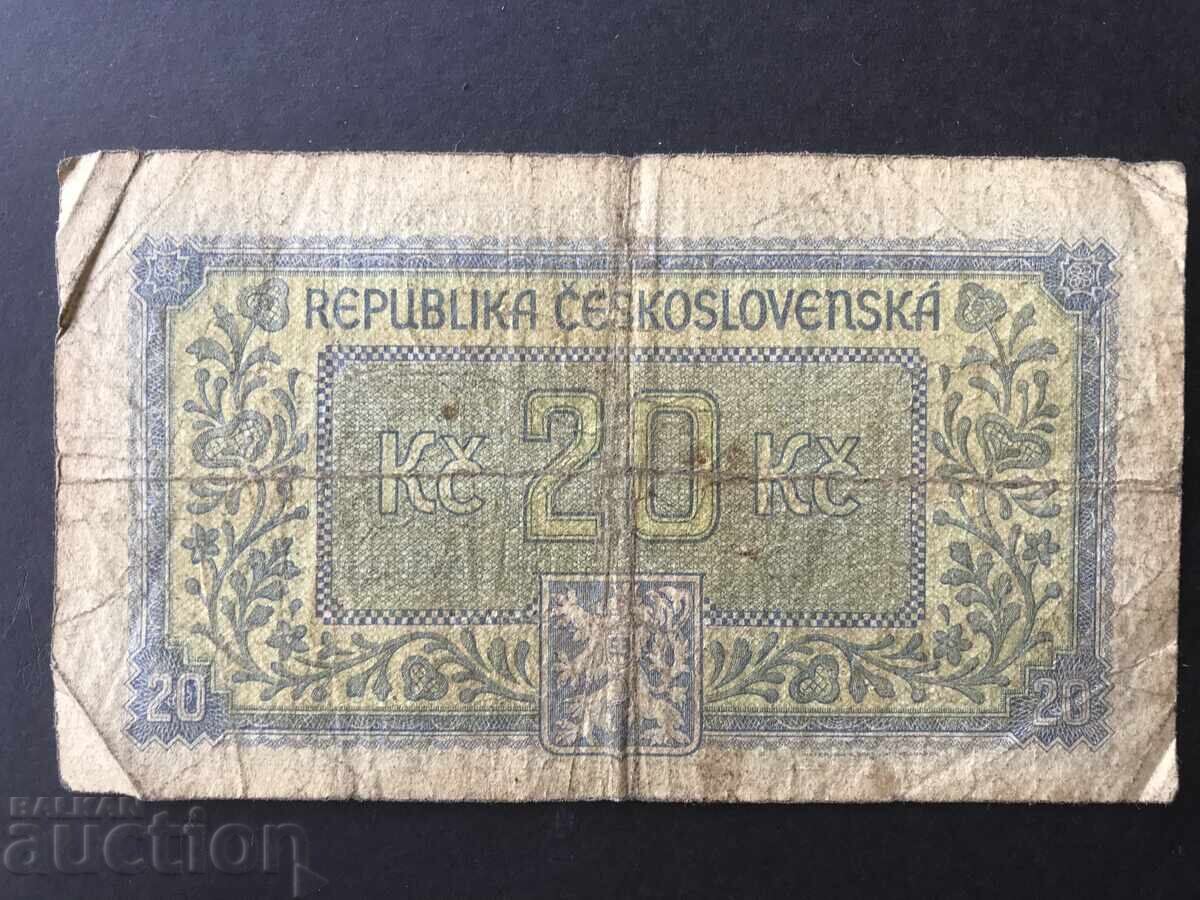 REPUBLIKA ČESKOSLOVENSKÁ
Kč 20 Kč
20 20
BALKAN
auction